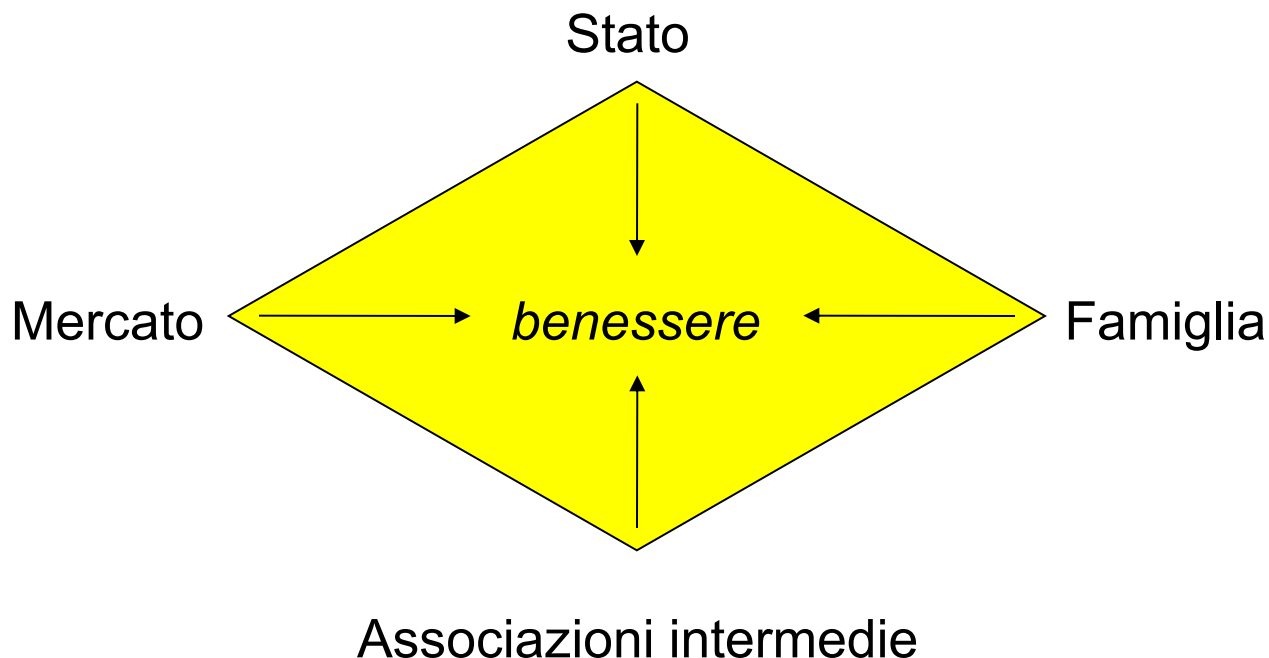 Stato
Mercato
benessere
Famiglia
Associazioni intermedie